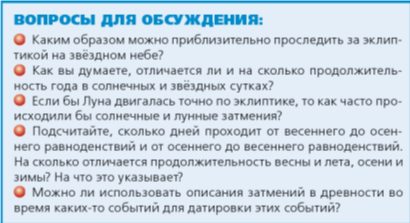 ВОПРОСЫ ДЛЯ ОБСУЖДЕНИЯ:
Каким образом можно приблизительно проследить за эклип-
тикой на звёздном небе?
Как вы думаете, отличается ли и на сколько продолжитель-
ность года в солнечных и звёздных сутках?
Если бы Луна двигалась точно по эклиптике, то как часто про-
исходили бы солнечные и лунные затмения?
Подсчитайте, сколько дней проходит от весеннего до осен-
него равноденствий и от осеннего до весеннего равноденствий.
На сколько отличается продолжительность весны и лета, осени и
зимы? На что это указывает?
Можно ли использовать описания затмений в древности во
время каких-то событий для датировки этих событий?